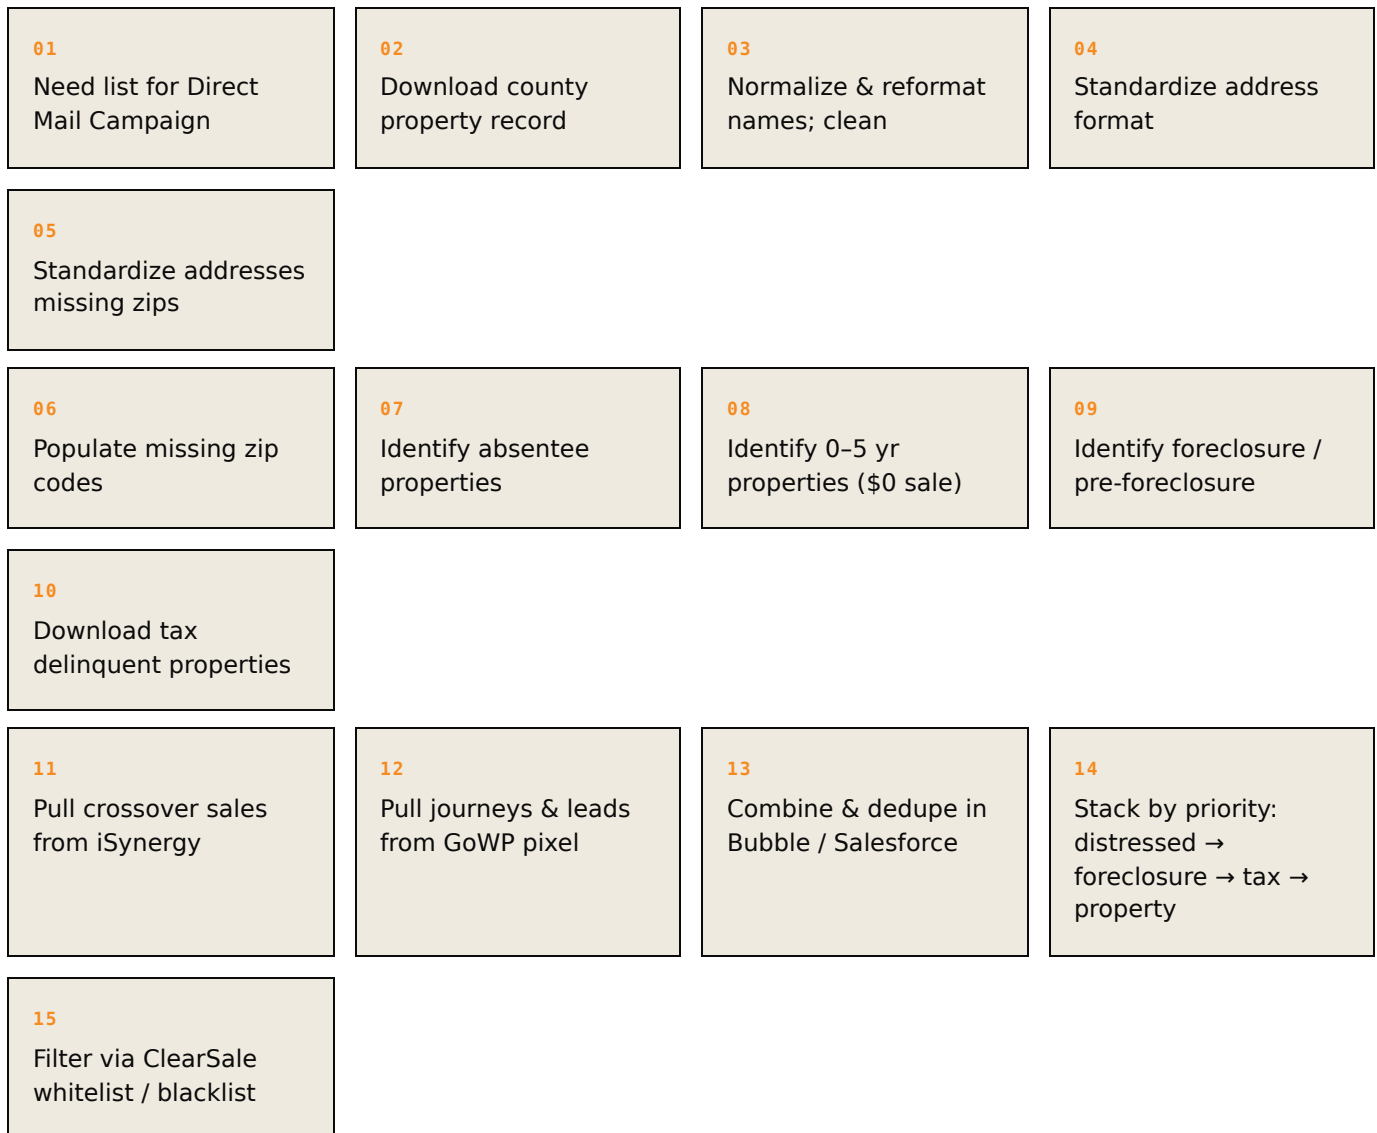 01
Need list for Direct
Mail Campaign
02
Download county
property record
03
Normalize & reformat
names; clean
04
Standardize address
format
05
Standardize addresses
missing zips
06
Populate missing zip
codes
07
Identify absentee
properties
08
Identify 0–5 yr
properties ($0 sale)
09
Identify foreclosure /
pre-foreclosure
10
Download tax
delinquent properties
11
Pull crossover sales
from iSynergy
12
Pull journeys & leads
from GoWP pixel
13
Combine & dedupe in
Bubble / Salesforce
14
Stack by priority:
distressed →
foreclosure → tax →
property
15
Filter via ClearSale
whitelist / blacklist